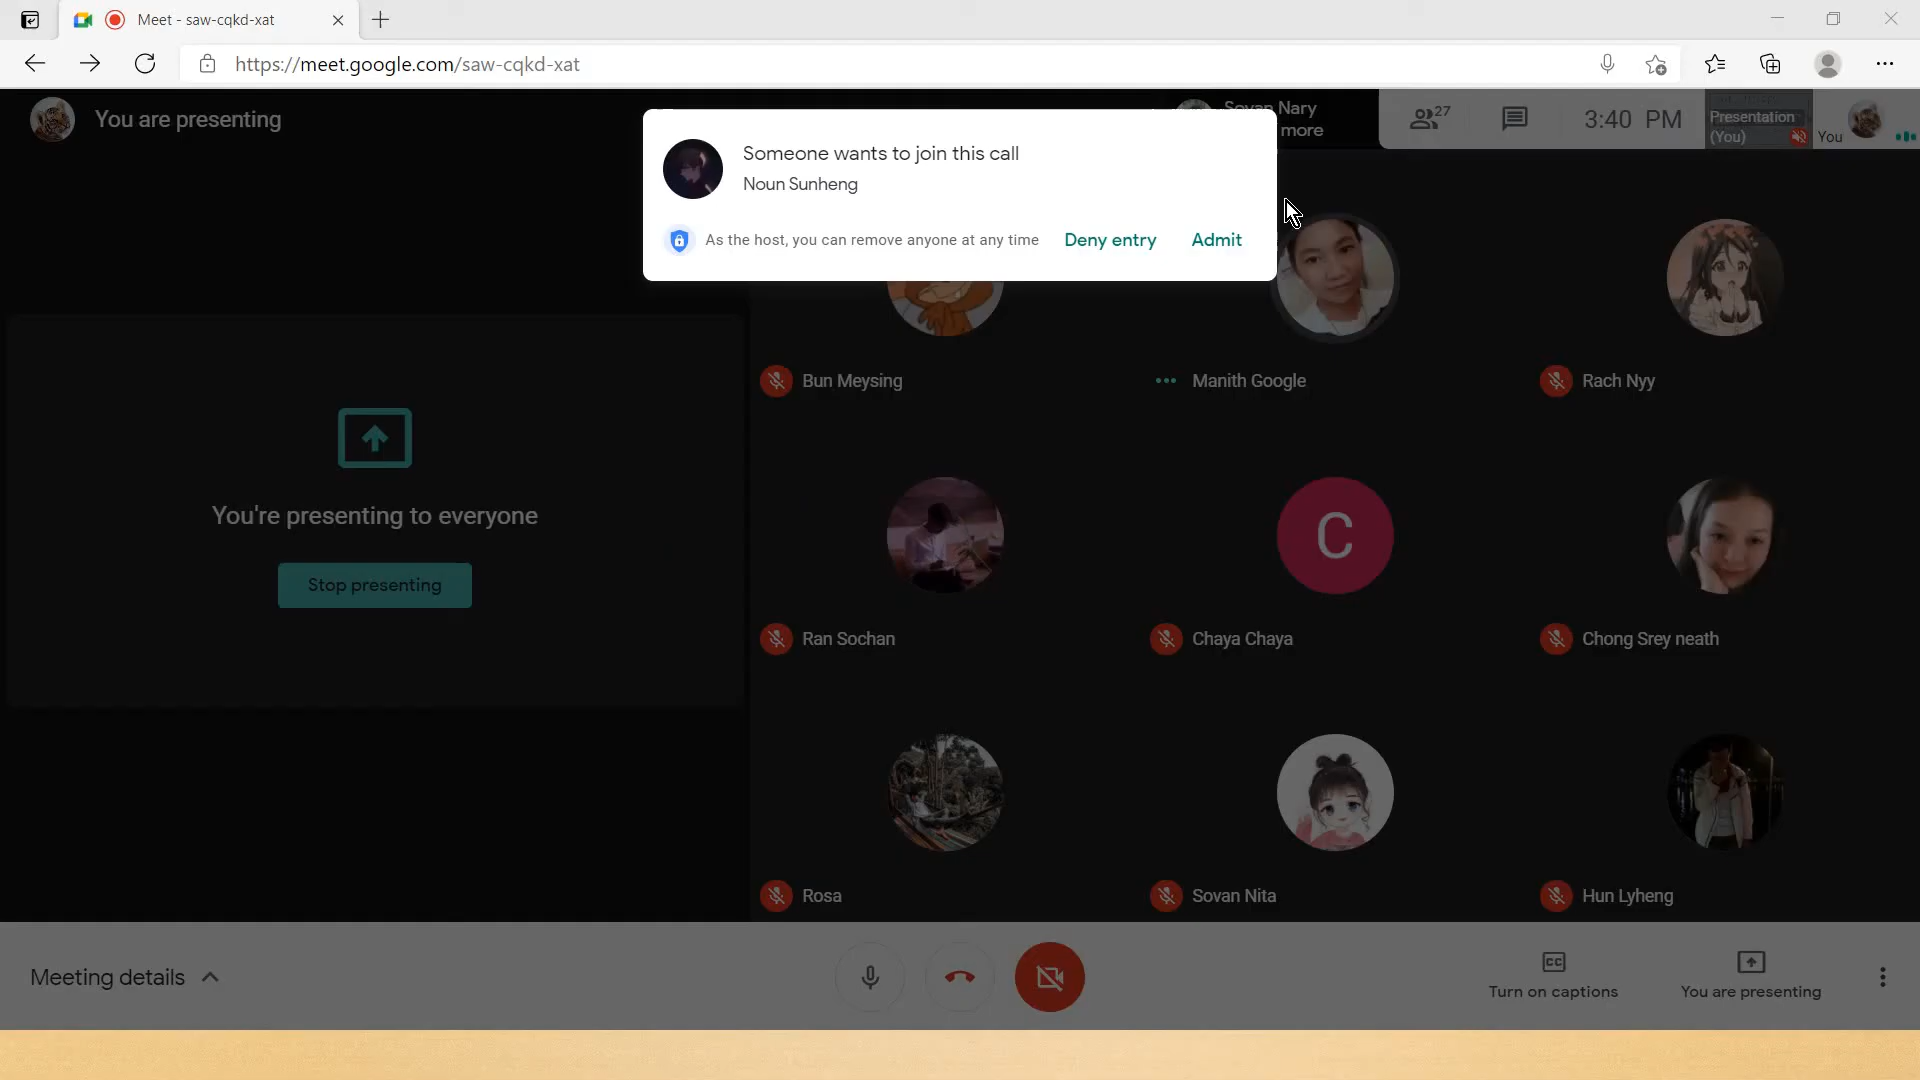 Meet - saw-cqkd-xat
https://meet.google.com/saw-cqkd-xat
You are presenting
Sovan Nary
more
27
3:40 PM
Presentation
(You)
You
Someone wants to join this call
Noun Sunheng
As the host, you can remove anyone at any time
Deny entry
Admit
Bun Meysing
Manith Google
Rach Nyy
You're presenting to everyone
Stop presenting
C
Ran Sochan
Chaya Chaya
Chong Srey neath
Rosa
Sovan Nita
Hun Lyheng
Meeting details
CC
Turn on captions
You are presenting